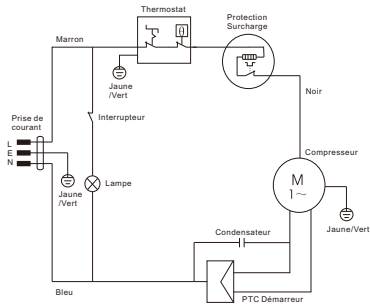 Thermostat
Protection
Surcharge
Marron
Jaune
/Vert
Noir
Prise de
courant
Interrupteur
L
E
N
Compresseur
M
1~
Lampe
Jaune
/Vert
Condensateur
Jaune/Vert
Bleu
PTC Démarreur